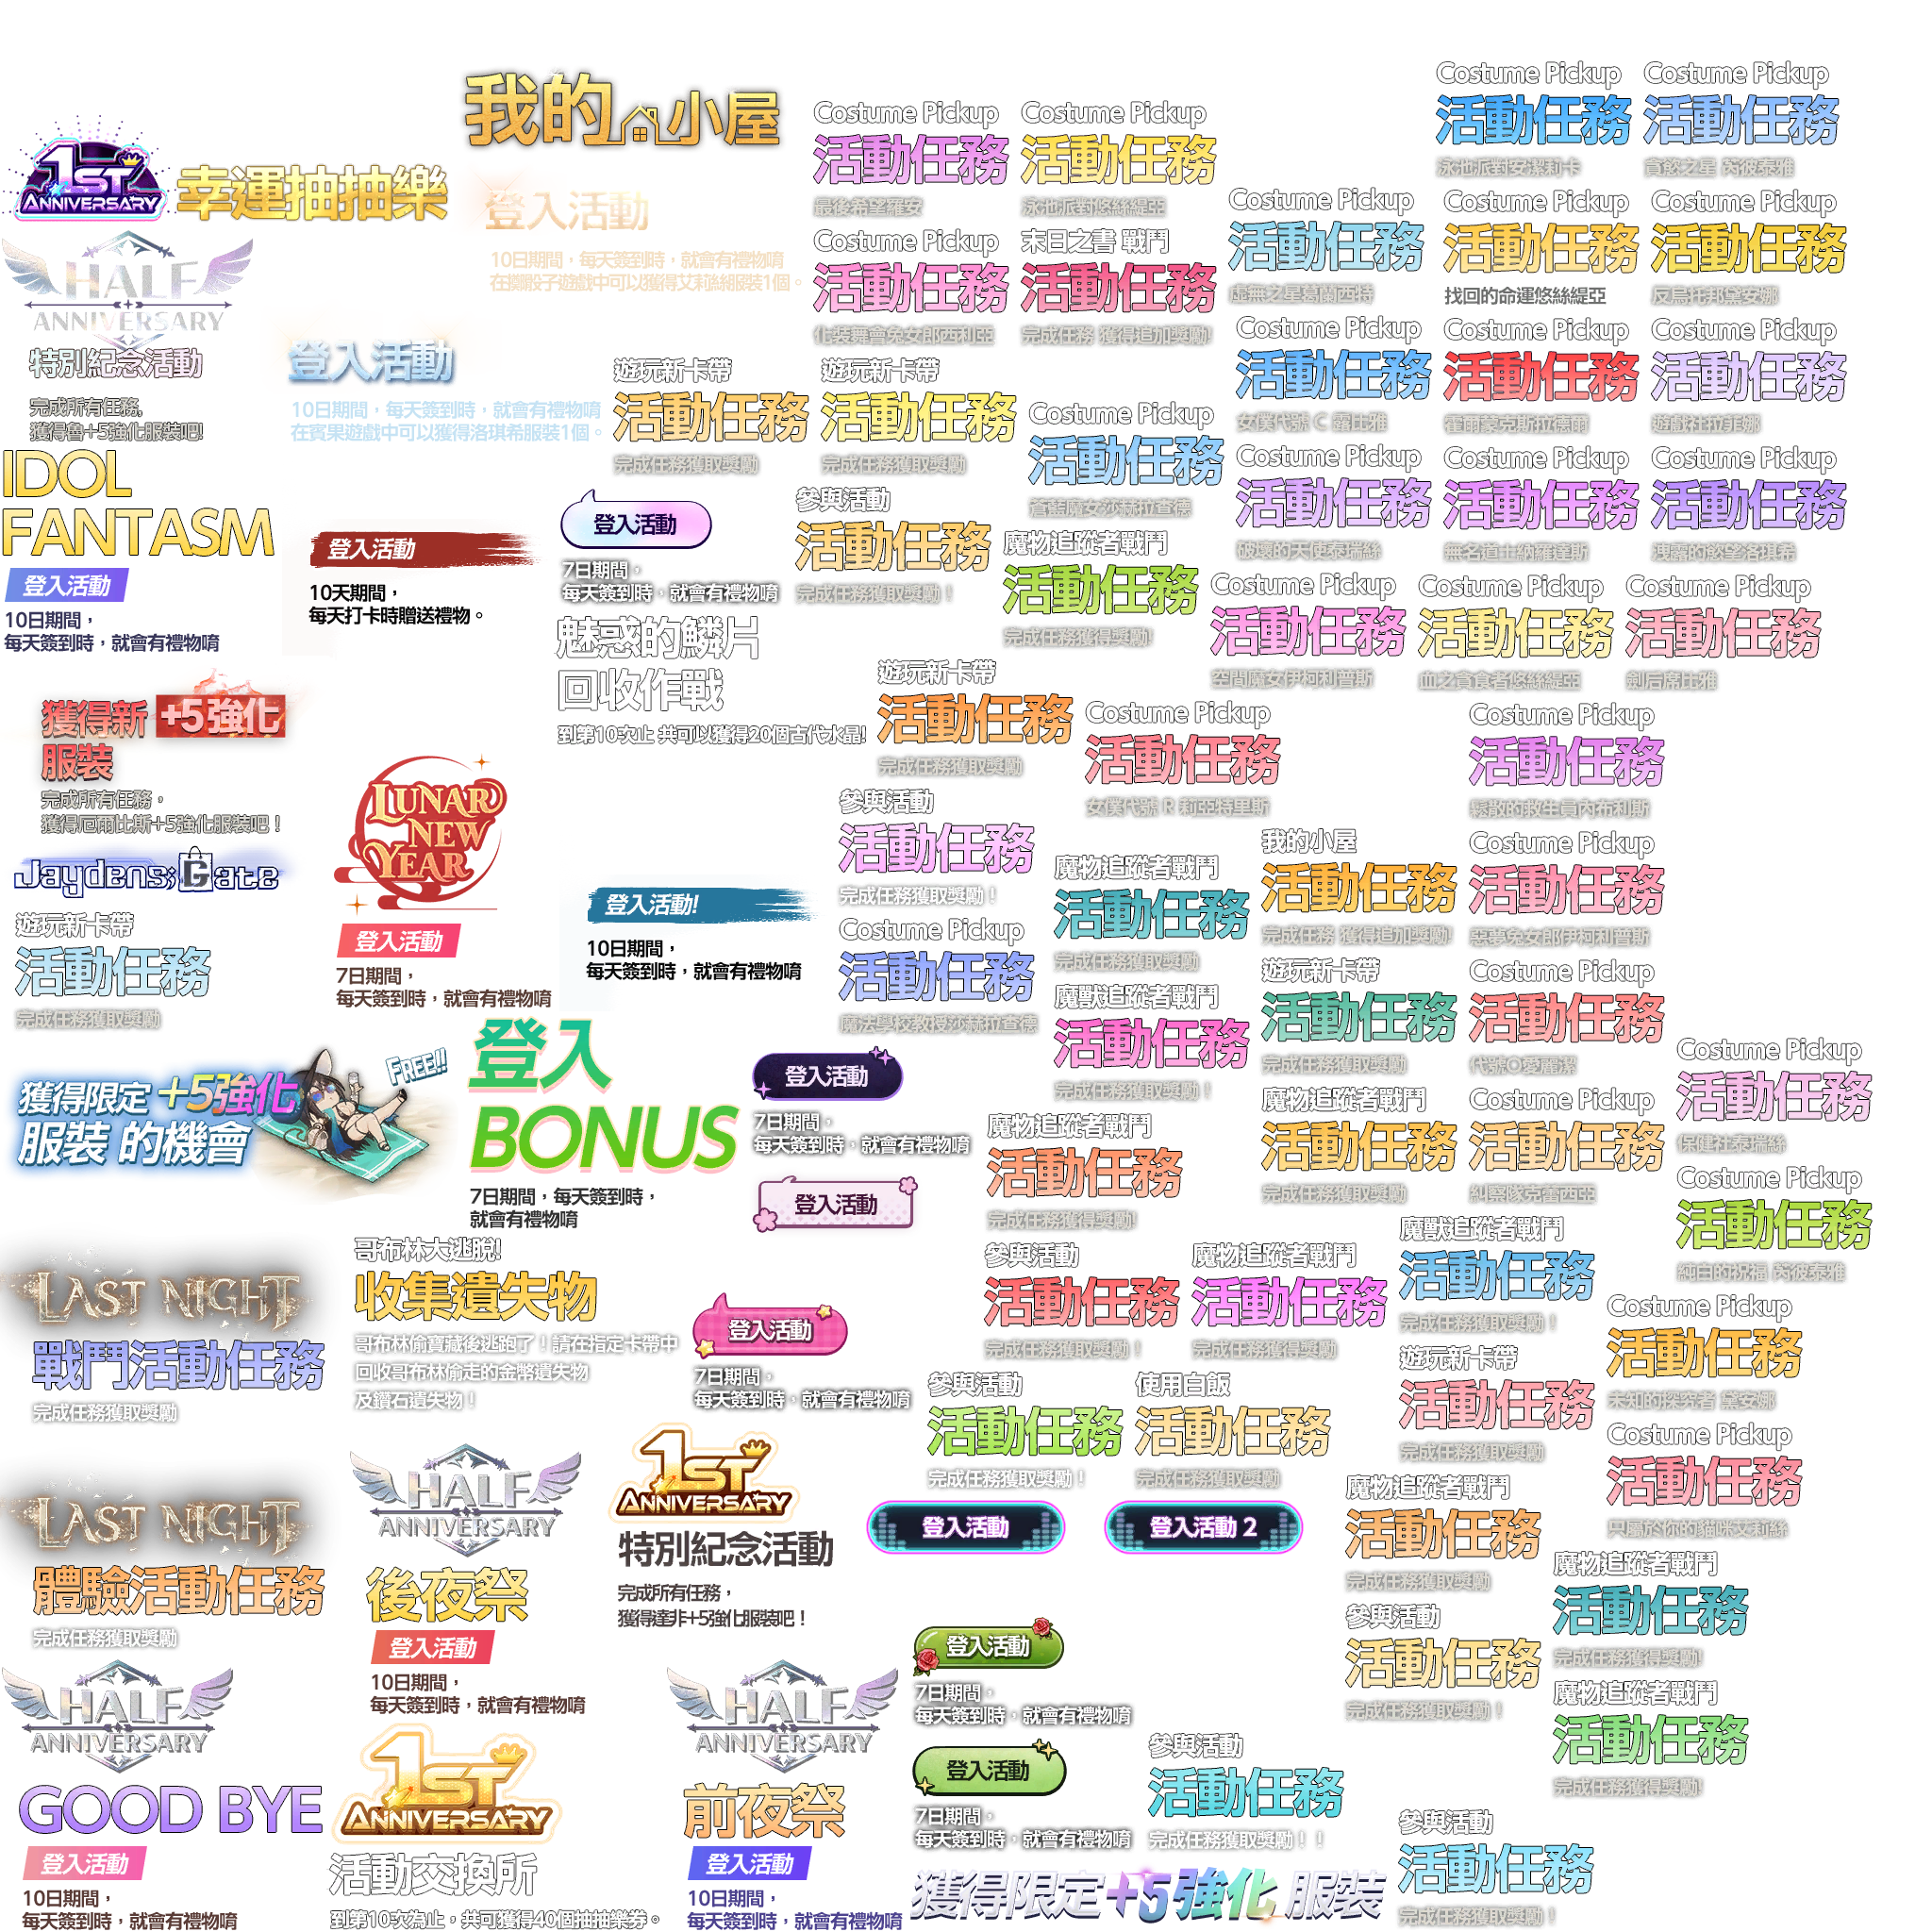 1ST
ANNIVERSARY
幸運抽抽樂
HALF
ANNIVERSARY
特別紀念活動
完成所有任務,
獲得魯+5強化服裝吧!
我的小屋
登入活動
10日期間，每天簽到時，就會有禮物唷
在擲骰子遊戲中可以獲得艾莉絲服裝1個。
登入活動
10日期間，每天簽到時，就會有禮物唷
在賓果遊戲中可以獲得洛琪希服裝1個。
IDOL
FANTASM
登入活動
10日期間，
每天簽到時，就會有禮物唷
登入活動
10天期間，
每天打卡時贈送禮物。
登入活動
7日期間，
每天簽到時，就會有禮物唷
魅惑的鱗片
回收作戰
到第10次止 共可以獲得20個古代水晶!
獲得新 +5強化
服裝
完成所有任務，
獲得厄爾比斯+5強化服裝吧！
Jaydens;Gate
遊玩新卡帶
活動任務
完成任務獲取獎勵
LUNAR
NEW
YEAR
登入活動
7日期間，
每天簽到時，就會有禮物唷
登入活動!
10日期間，
每天簽到時，就會有禮物唷
獲得限定 +5強化
服裝 的機會
FREE!!
登入
BONUS
7日期間，每天簽到時，
就會有禮物唷
登入活動
7日期間，
每天簽到時，就會有禮物唷
登入活動
LAST NIGHT
戰鬥活動任務
完成任務獲取獎勵
哥布林大逃脫!
收集遺失物
哥布林偷寶藏後逃跑了！請在指定卡帶中
回收哥布林偷走的金幣遺失物
及鑽石遺失物！
登入活動
7日期間，
每天簽到時，就會有禮物唷
LAST NIGHT
體驗活動任務
完成任務獲取獎勵
HALF
ANNIVERSARY
後夜祭
登入活動
10日期間，
每天簽到時，就會有禮物唷
1ST
ANNIVERSARY
特別紀念活動
完成所有任務，
獲得達非+5強化服裝吧！
HALF
ANNIVERSARY
GOOD BYE
登入活動
10日期間，
每天簽到時，就會有禮物唷
1ST
ANNIVERSARY
活動交換所
到第10次為止，共可獲得40個抽抽樂券。
HALF
ANNIVERSARY
前夜祭
登入活動
10日期間，
每天簽到時，就會有禮物唷
登入活動
登入活動 2
登入活動
7日期間，
每天簽到時，就會有禮物唷
登入活動
7日期間，
每天簽到時，就會有禮物唷
獲得限定+5強化 服裝
Costume Pickup
活動任務
最後希望羅安
Costume Pickup
活動任務
泳池派對悠絲緹亞
Costume Pickup
活動任務
化裝舞會兔女郎西利亞
末日之書 戰鬥
活動任務
完成任務 獲得追加獎勵!
遊玩新卡帶
活動任務
完成任務獲取獎勵
遊玩新卡帶
活動任務
完成任務獲取獎勵
Costume Pickup
活動任務
蒼藍魔女莎赫拉查德
參與活動
活動任務
完成任務獲取獎勵！
魔物追蹤者戰鬥
活動任務
完成任務獲得獎勵!
Costume Pickup
活動任務
泳池派對安潔莉卡
Costume Pickup
活動任務
貪慾之星 芮彼泰雅
Costume Pickup
活動任務
虛無之星葛蘭西特
Costume Pickup
活動任務
找回的命運悠絲緹亞
Costume Pickup
活動任務
反烏托邦黛安娜
Costume Pickup
活動任務
女僕代號 C 露比雅
Costume Pickup
活動任務
霍爾蒙克斯拉德爾
Costume Pickup
活動任務
遊戲社拉菲娜
Costume Pickup
活動任務
破壞的天使泰瑞絲
Costume Pickup
活動任務
無名道士納羅達斯
Costume Pickup
活動任務
凍霧的慾望洛琪希
Costume Pickup
活動任務
空間魔女伊柯利普斯
Costume Pickup
活動任務
血之貪食者悠絲緹亞
Costume Pickup
活動任務
劍后席比雅
遊玩新卡帶
活動任務
完成任務獲取獎勵
Costume Pickup
活動任務
女僕代號 R 莉亞特里斯
Costume Pickup
活動任務
鬆散的救生員內布利斯
參與活動
活動任務
完成任務獲取獎勵！
魔物追蹤者戰鬥
活動任務
完成任務獲取獎勵
我的小屋
活動任務
完成任務 獲得追加獎勵!
Costume Pickup
活動任務
惡夢兔女郎伊柯利普斯
Costume Pickup
活動任務
魔法學校教授莎赫拉查德
魔獸追蹤者戰鬥
活動任務
完成任務獲取獎勵！
遊玩新卡帶
活動任務
完成任務獲取獎勵
Costume Pickup
活動任務
代號O愛麗潔
Costume Pickup
活動任務
保健社泰瑞絲
魔物追蹤者戰鬥
活動任務
完成任務獲得獎勵!
魔物追蹤者戰鬥
活動任務
完成任務獲取獎勵
Costume Pickup
活動任務
糾察隊克蕾西亞
Costume Pickup
活動任務
純白的祝福 芮彼泰雅
參與活動
活動任務
完成任務獲取獎勵！
魔物追蹤者戰鬥
活動任務
完成任務獲得獎勵
魔獸追蹤者戰鬥
活動任務
完成任務獲取獎勵！
Costume Pickup
活動任務
未知的探究者 黛安娜
參與活動
活動任務
完成任務獲取獎勵！
使用白飯
活動任務
完成任務獲取獎勵
遊玩新卡帶
活動任務
完成任務獲取獎勵
Costume Pickup
活動任務
只屬於你的貓咪艾莉絲
魔物追蹤者戰鬥
活動任務
完成任務獲取獎勵
魔物追蹤者戰鬥
活動任務
完成任務獲得獎勵!
參與活動
活動任務
完成任務獲取獎勵！
魔物追蹤者戰鬥
活動任務
完成任務獲得獎勵!
參與活動
活動任務
完成任務獲取獎勵！！
參與活動
活動任務
完成任務獲取獎勵！